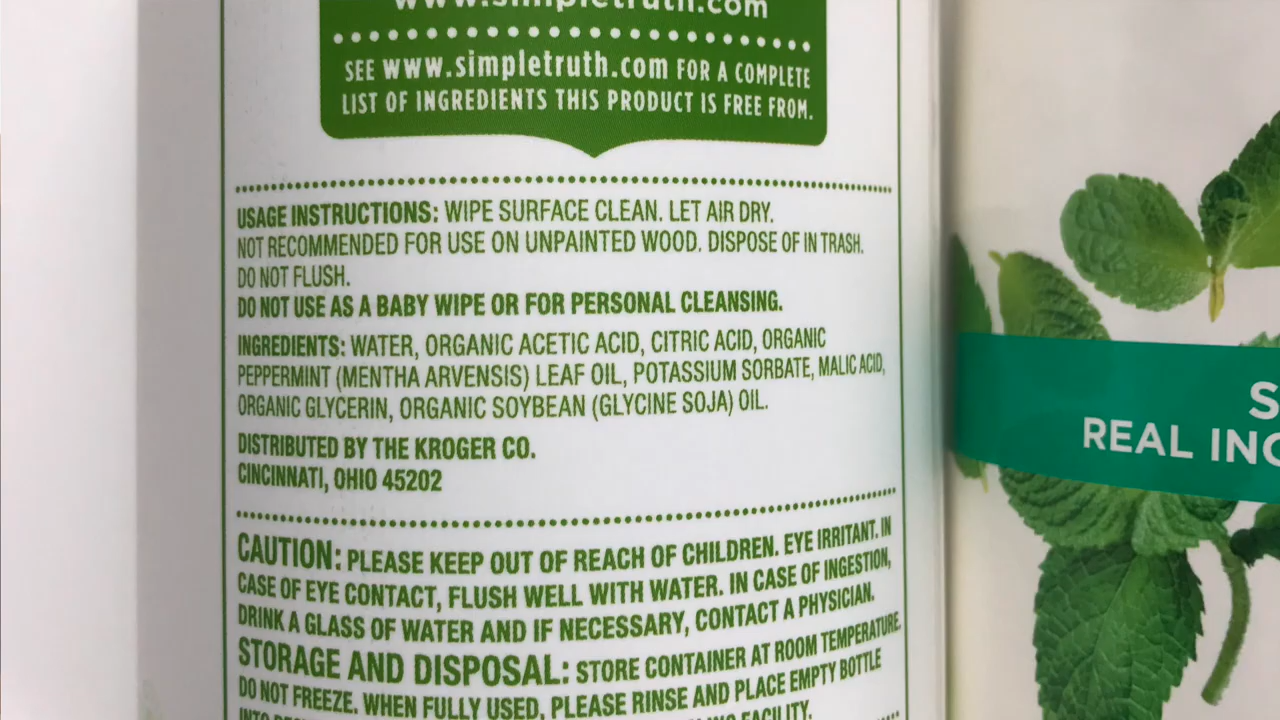 www.simpletruth.com
SEE www.simpletruth.com FOR A COMPLETE
LIST OF INGREDIENTS THIS PRODUCT IS FREE FROM.
USAGE INSTRUCTIONS: WIPE SURFACE CLEAN. LET AIR DRY.
NOT RECOMMENDED FOR USE ON UNPAINTED WOOD. DISPOSE OF IN TRASH.
DO NOT FLUSH.
DO NOT USE AS A BABY WIPE OR FOR PERSONAL CLEANSING.
INGREDIENTS: WATER, ORGANIC ACETIC ACID, CITRIC ACID, ORGANIC
PEPPERMINT (MENTHA ARVENSIS) LEAF OIL, POTASSIUM SORBATE, MALIC ACID,
ORGANIC GLYCERIN, ORGANIC SOYBEAN (GLYCINE SOJA) OIL.
DISTRIBUTED BY THE KROGER CO.
CINCINNATI, OHIO 45202
CAUTION: PLEASE KEEP OUT OF REACH OF CHILDREN. EYE IRRITANT. IN
CASE OF EYE CONTACT, FLUSH WELL WITH WATER. IN CASE OF INGESTION,
DRINK A GLASS OF WATER AND IF NECESSARY, CONTACT A PHYSICIAN.
STORAGE AND DISPOSAL: STORE CONTAINER AT ROOM TEMPERATURE.
DO NOT FREEZE. WHEN FULLY USED, PLEASE RINSE AND PLACE EMPTY BOTTLE
INTO FACILITY.
S
REAL ING